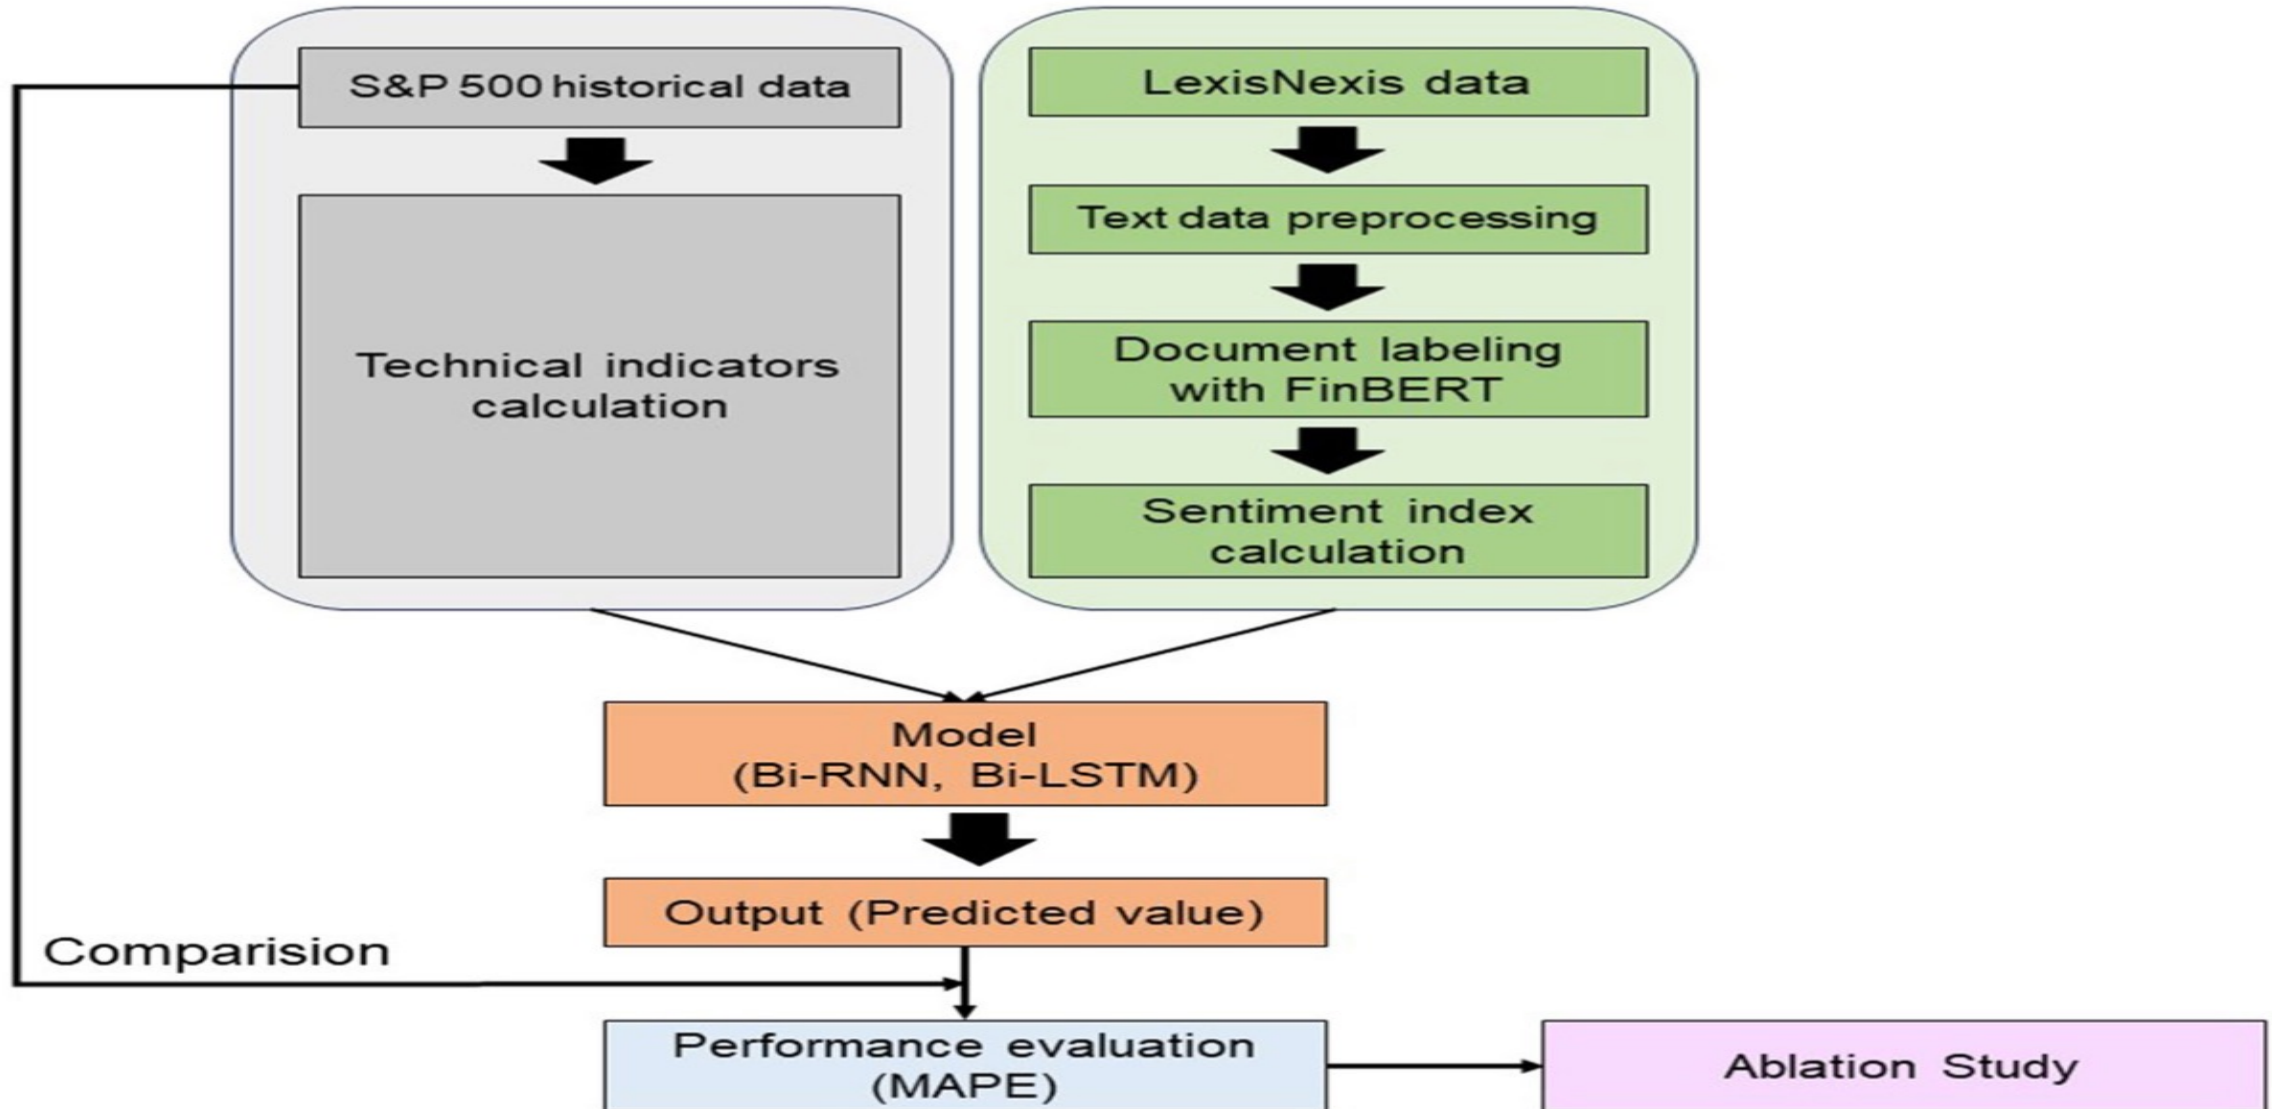 S&P 500 historical data
Technical indicators
calculation
LexisNexis data
Text data preprocessing
Document labeling
with FinBERT
Sentiment index
calculation
Model
(Bi-RNN, Bi-LSTM)
Output (Predicted value)
Comparision
Performance evaluation
(MAPE)
Ablation Study